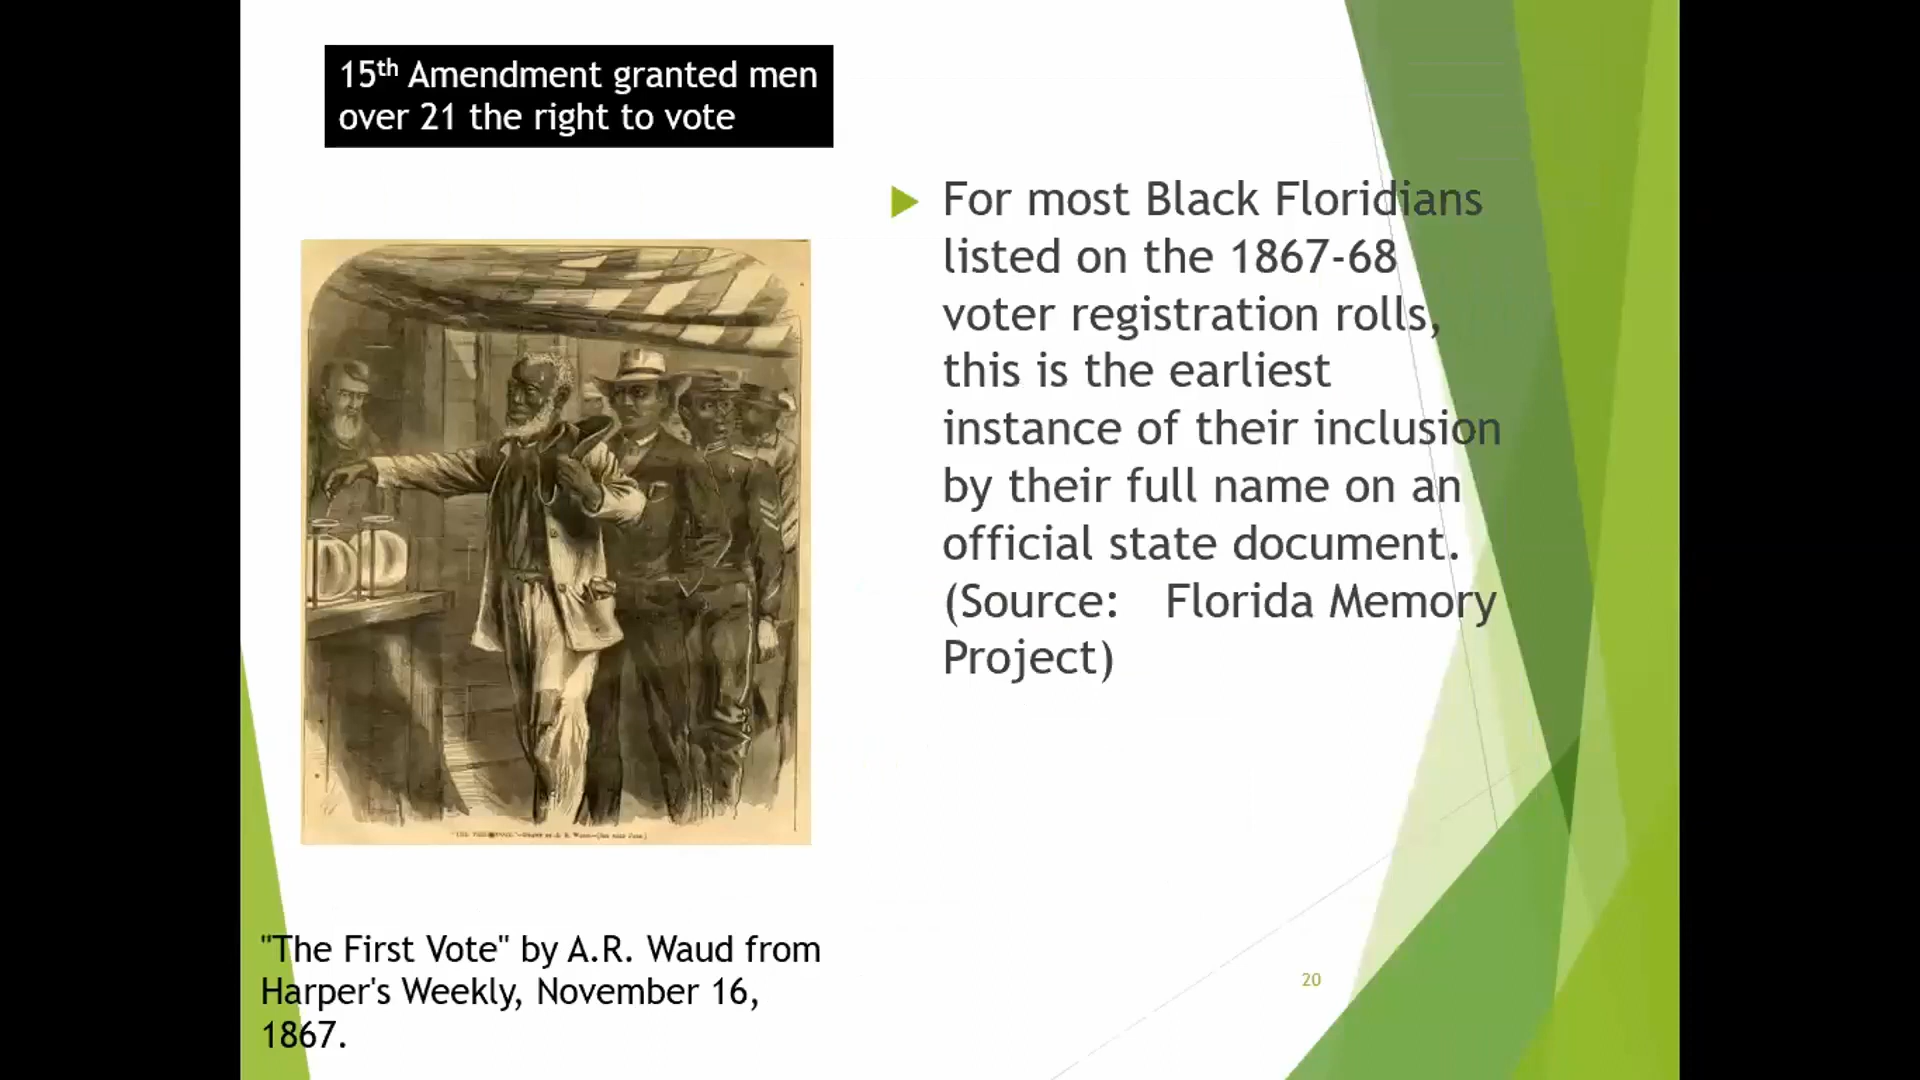 15th Amendment granted men
over 21 the right to vote
For most Black Floridians
listed on the 1867-68
voter registration rolls,
this is the earliest
instance of their inclusion
by their full name on an
official state document.
(Source: Florida Memory
Project)
"The First Vote" by A.R. Waud from
Harper's Weekly, November 16,
1867.
20